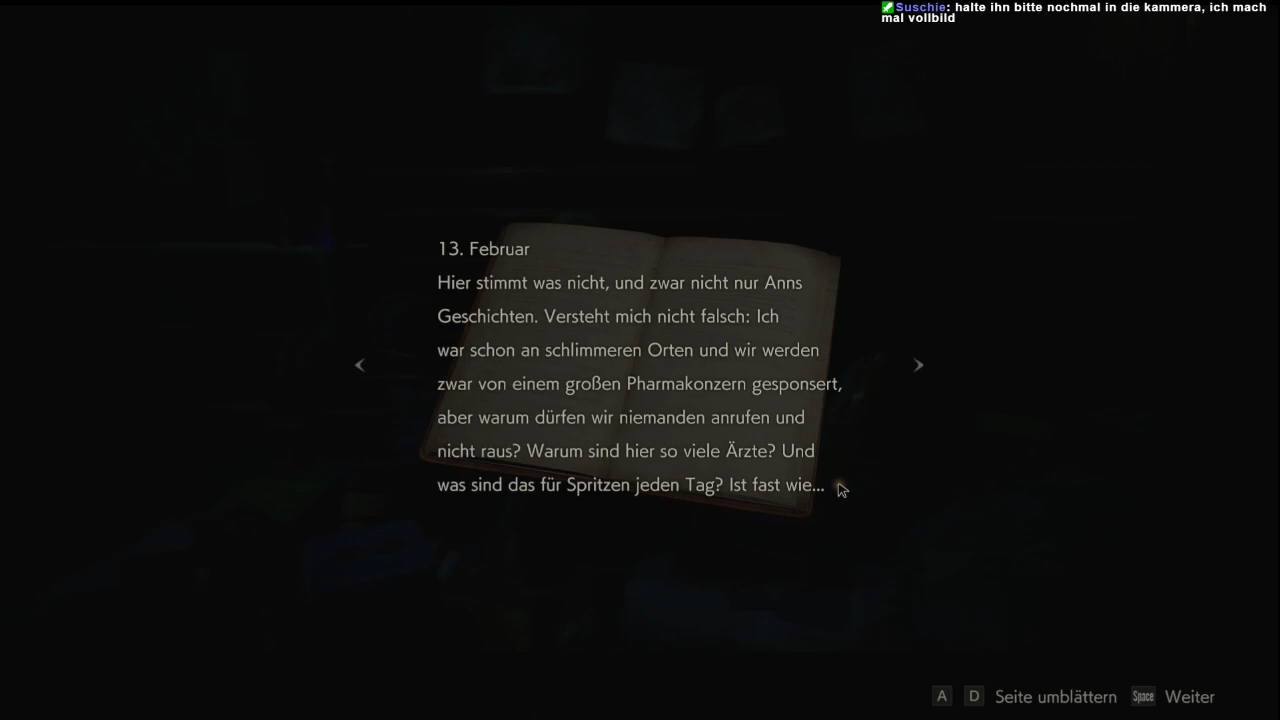 Suschie: halte ihn bitte nochmal in die kammera, ich mach
mal vollbild
13. Februar
Hier stimmt was nicht, und zwar nicht nur Anns
Geschichten. Versteht mich nicht falsch: Ich
war schon an schlimmeren Orten und wir werden
zwar von einem großen Pharmakonzern gesponsert,
aber warum dürfen wir niemanden anrufen und
nicht raus? Warum sind hier so viele Ärzte? Und
was sind das für Spritzen jeden Tag? Ist fast wie...
A D Seite umblättern Space Weiter